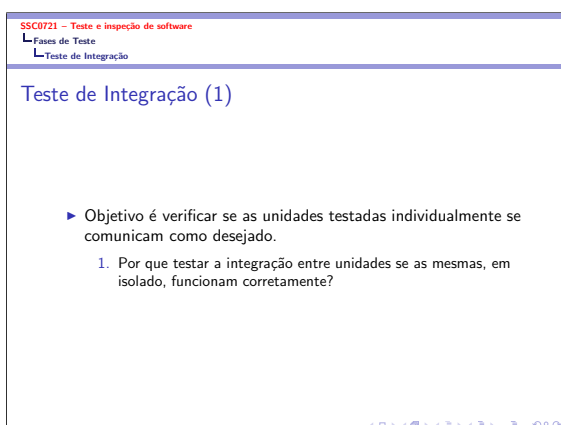 SSC0721 – Teste e inspeção de software
Fases de Teste
Teste de Integração
Teste de Integração (1)
▶ Objetivo é verificar se as unidades testadas individualmente se
comunicam como desejado.
1. Por que testar a integração entre unidades se as mesmas, em
isolado, funcionam corretamente?